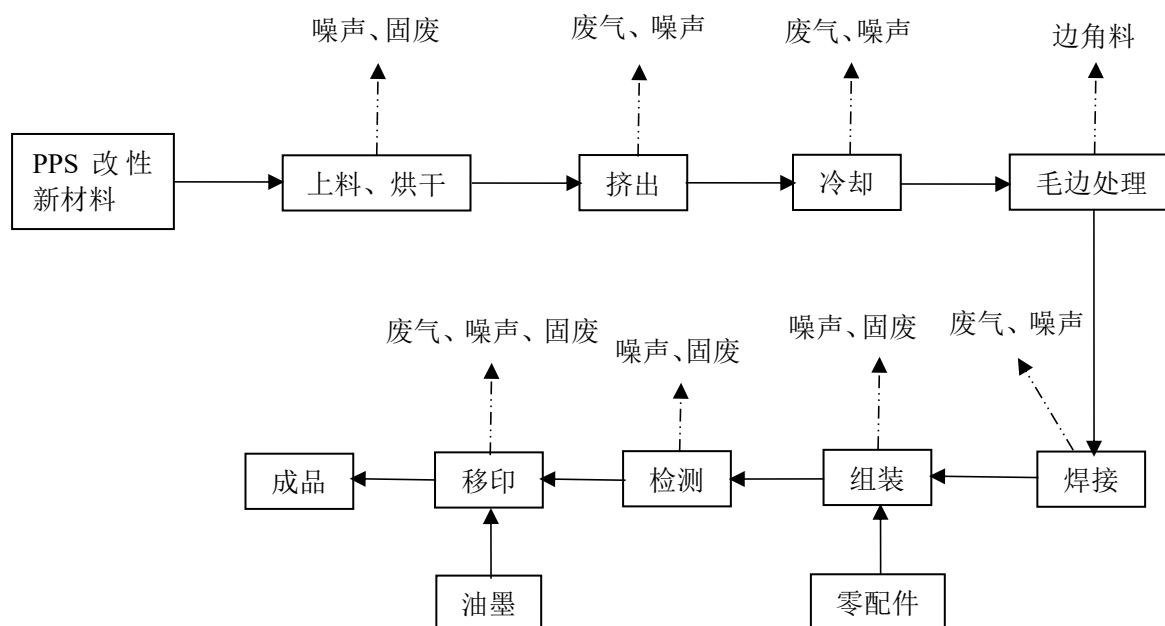 噪声、固废
废气、噪声
废气、噪声
边角料
PPS 改性
新材料
上料、烘干
挤出
冷却
毛边处理
废气、噪声、固废
噪声、固废
噪声、固废
废气、噪声
成品
移印
检测
组装
焊接
油墨
零配件